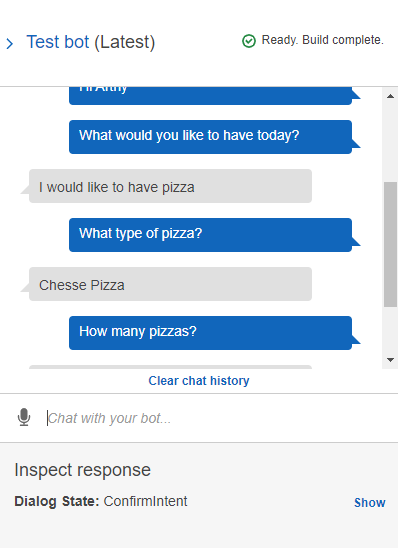 Test bot (Latest)
Ready. Build complete.
What would you like to have today?
I would like to have pizza
What type of pizza?
Chesse Pizza
How many pizzas?
Clear chat history
Chat with your bot...
Inspect response
Dialog State: ConfirmIntent
Show